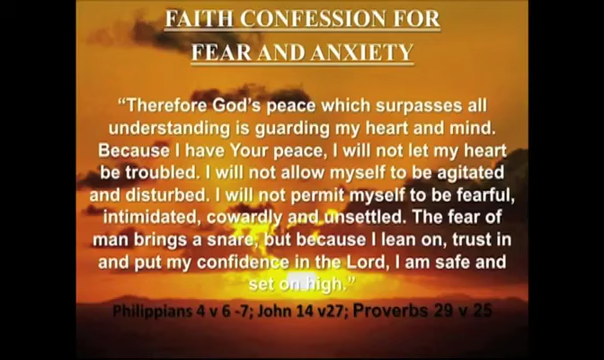 FAITH CONFESSION FOR
FEAR AND ANXIETY
“Therefore God’s peace which surpasses all
understanding is guarding my heart and mind.
Because I have Your peace, I will not let my heart
be troubled. I will not allow myself to be agitated
and disturbed. I will not permit myself to be fearful,
intimidated, cowardly and unsettled. The fear of
man brings a snare, but because I lean on, trust in
and put my confidence in the Lord, I am safe and
set on high.”
Philippians 4 v 6 -7; John 14 v27; Proverbs 29 v 25